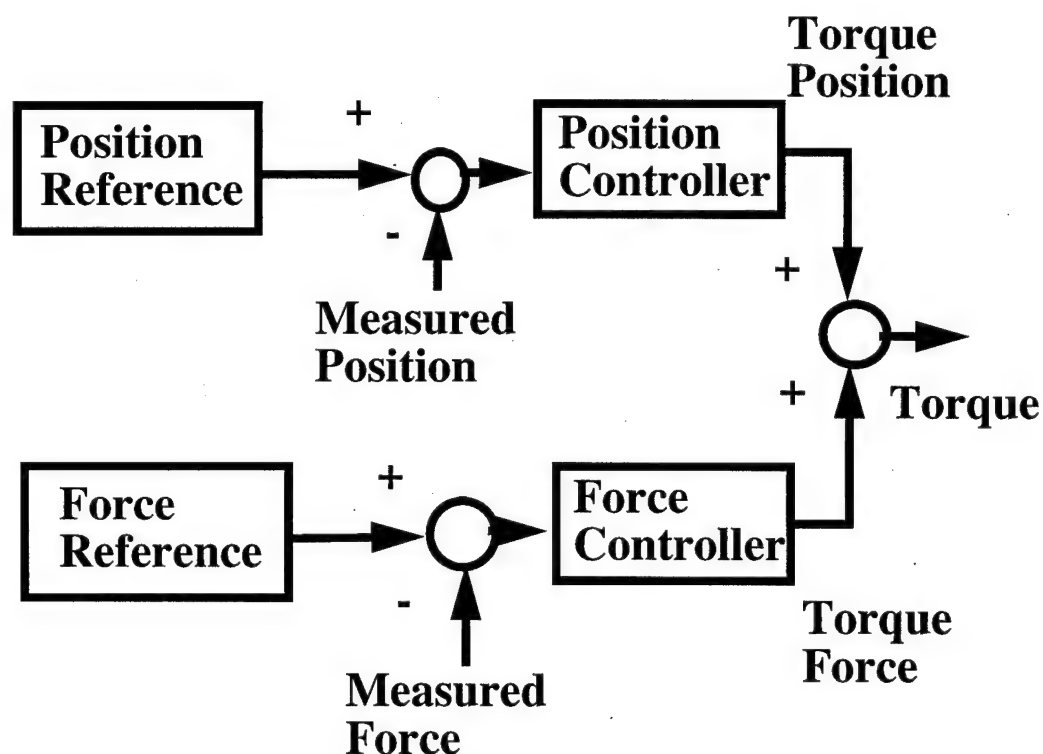 Torque
Position
+
Position
Reference
Position
Controller
-
+
Measured
Position
+
Torque
+
Force
Reference
Force
Controller
-
Torque
Force
Measured
Force